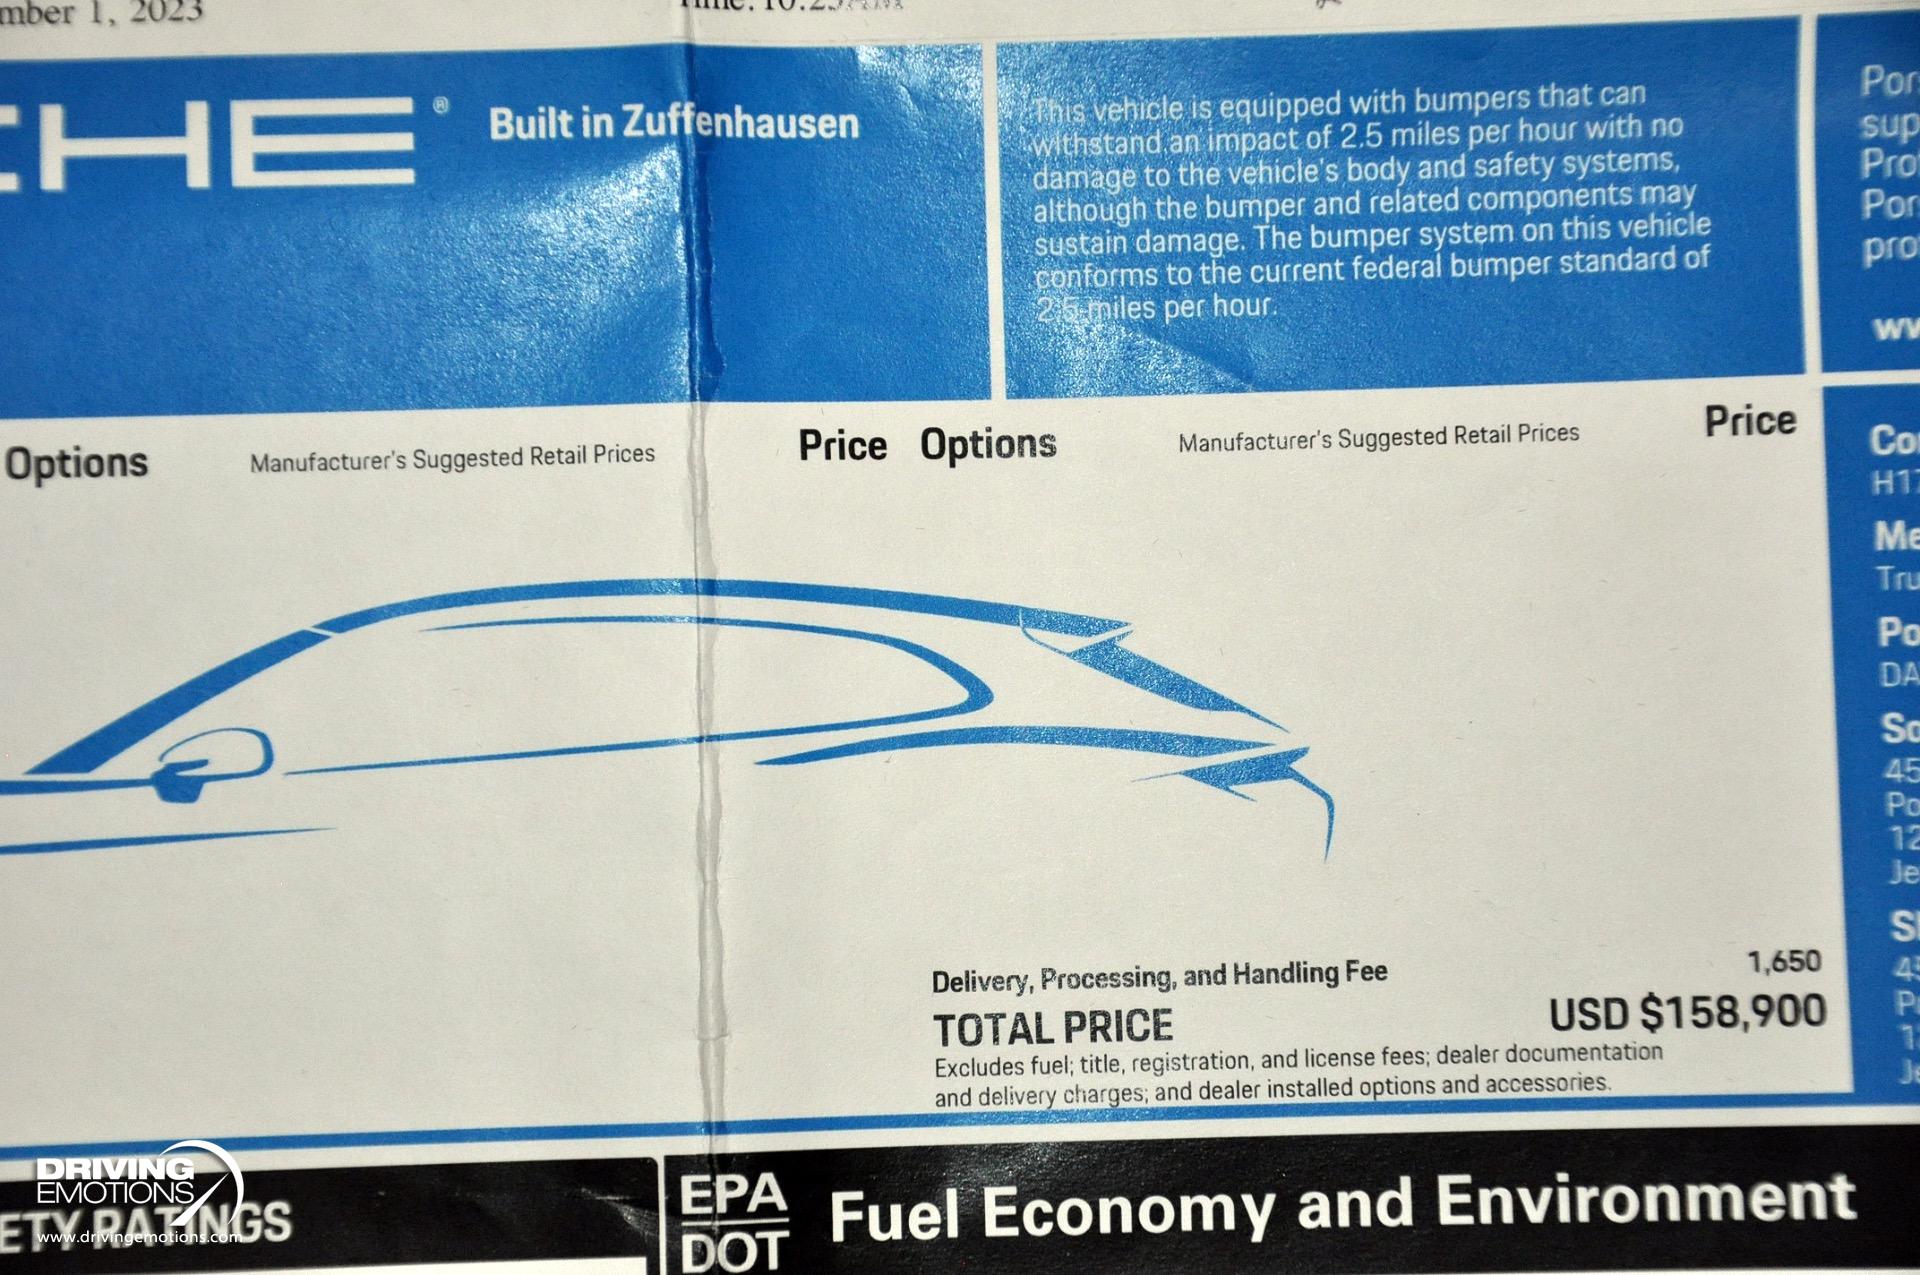 1, 2023
CHE® Built in Zuffenhausen
This vehicle is equipped with bumpers that can
withstand an impact of 2.5 miles per hour with no
damage to the vehicle's body and safety systems,
although the bumper and related components may
sustain damage. The bumper system on this vehicle
conforms to the current federal bumper standard of
2.5 miles per hour.
Options Manufacturer's Suggested Retail Prices Price
Options Manufacturer's Suggested Retail Prices Price
Delivery, Processing, and Handling Fee 1,650
TOTAL PRICE USD $158,900
Excludes fuel; title, registration, and license fees; dealer documentation
and delivery charges; and dealer installed options and accessories.
ETY RATINGS
EPA
DOT
Fuel Economy and Environment
DRIVING
EMOTIONS
www.drivingemotions.com